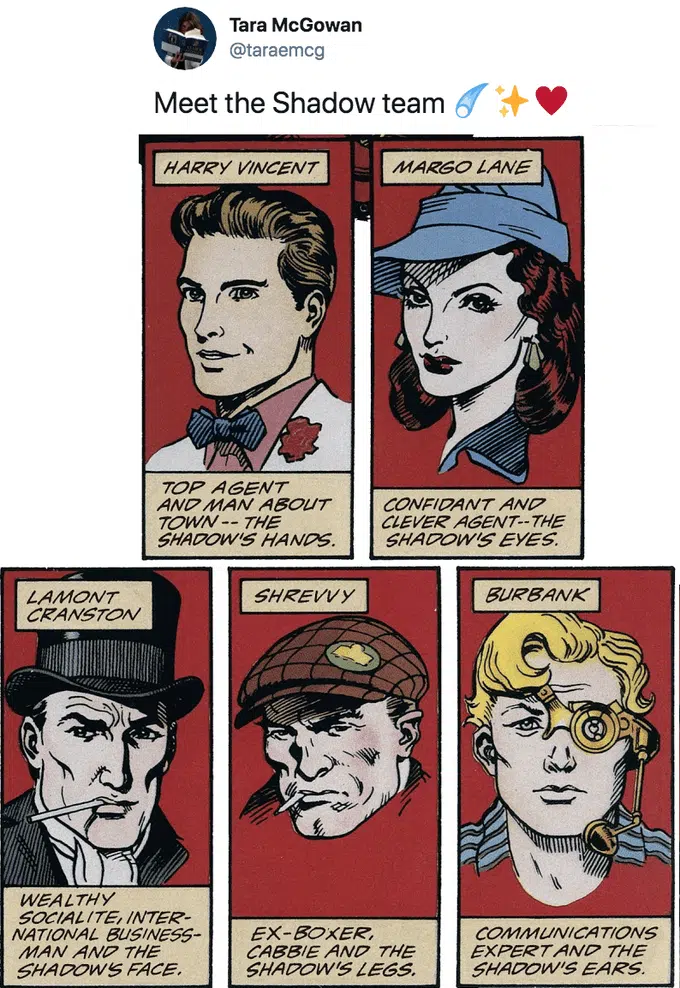 Tara McGowan
@taraemcg
Meet the Shadow team ☄️✨♥️
HARRY VINCENT
TOP AGENT
AND MAN ABOUT
TOWN -- THE
SHADOW'S HANDS.
MARGO LANE
CONFIDANT AND
CLEVER AGENT--THE
SHADOW'S EYES.
LAMONT
CRANSTON
WEALTHY
SOCIALITE, INTER-
NATIONAL BUSINESS-
MAN AND THE
SHADOW'S FACE.
SHREVVY
EX-BOXER,
CABBIE AND THE
SHADOW'S LEGS.
BURBANK
COMMUNICATIONS
EXPERT AND THE
SHADOW'S EARS.